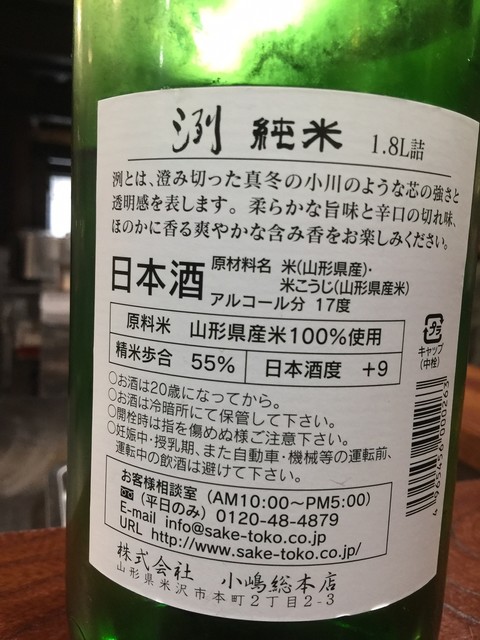 洌 純米 1.8L詰
洌とは、澄み切った真冬の小川のような芯の強さと
透明感を表します。柔らかな旨味と辛口の切れ味、
ほのかに香る爽やかな含み香をお楽しみください。
日本酒 原材料名 米(山形県産)・
米こうじ(山形県産米)
アルコール分 17度
原料米 山形県産米100%使用
精米歩合 55% 日本酒度 +9
○お酒は20歳になってから。
○お酒は冷暗所にて保管して下さい。
○開栓時は指を傷めぬ様ご注意下さい。
○妊娠中・授乳期、また自動車・機械等の運転前、
運転中の飲酒は避けて下さい。
プラ
キャップ
(中栓)
4 965456 000263
お客様相談室 (AM10:00~PM5:00)
(平日のみ) 0120-48-4879
E-mail info@sake-toko.co.jp
URL http://www.sake-toko.co.jp/
株式会社 小嶋総本店
山形県米沢市本町2丁目2-3